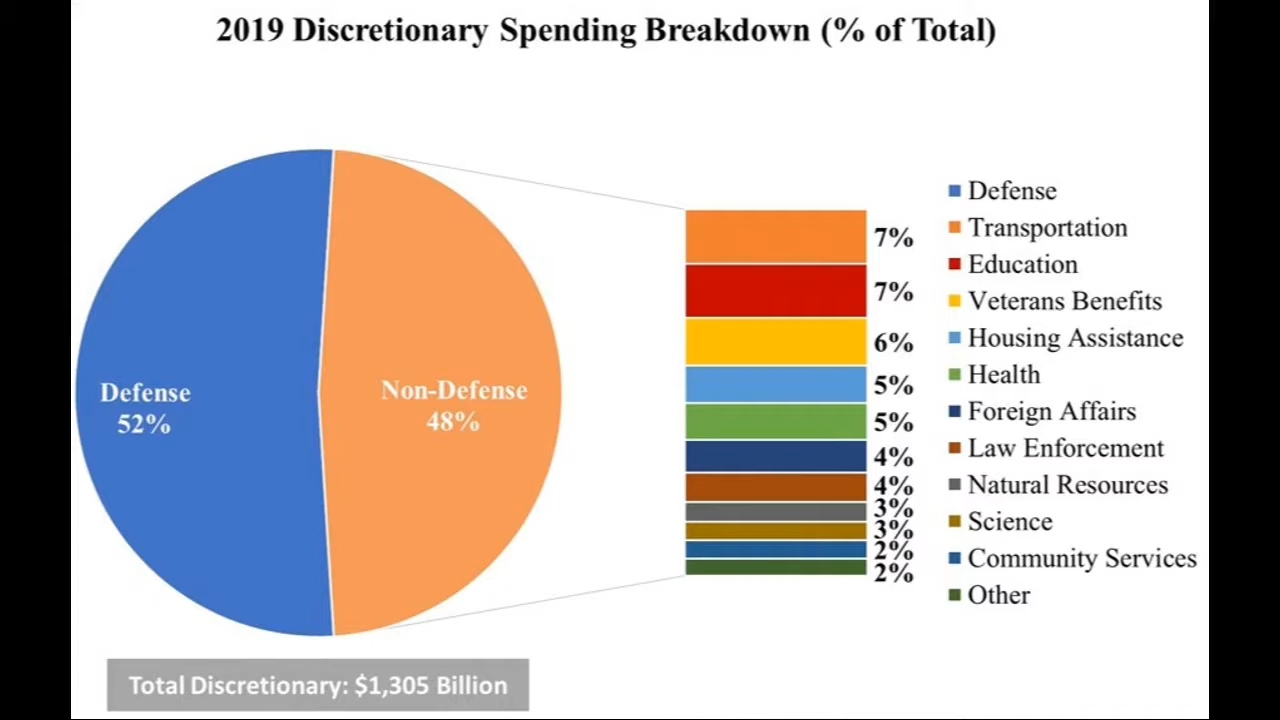 2019 Discretionary Spending Breakdown (% of Total)
Defense
52%
Non-Defense
48%
7%
7%
6%
5%
5%
4%
4%
3%
3%
2%
2%
Defense
Transportation
Education
Veterans Benefits
Housing Assistance
Health
Foreign Affairs
Law Enforcement
Natural Resources
Science
Community Services
Other
Total Discretionary: $1,305 Billion